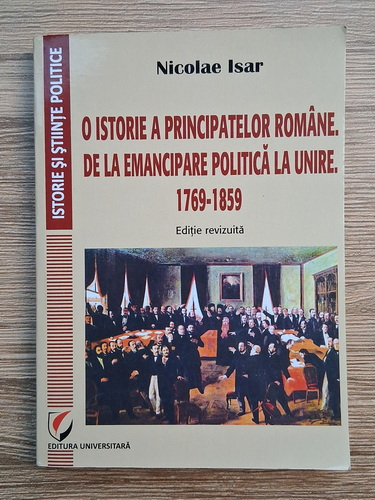 Nicolae Isar
ISTORIE ȘI ȘTIINȚE POLITICE
O ISTORIE A PRINCIPATELOR ROMÂNE.
DE LA EMANCIPARE POLITICĂ LA UNIRE.
1769-1859
Ediție revizuită
EDITURA UNIVERSITARĂ